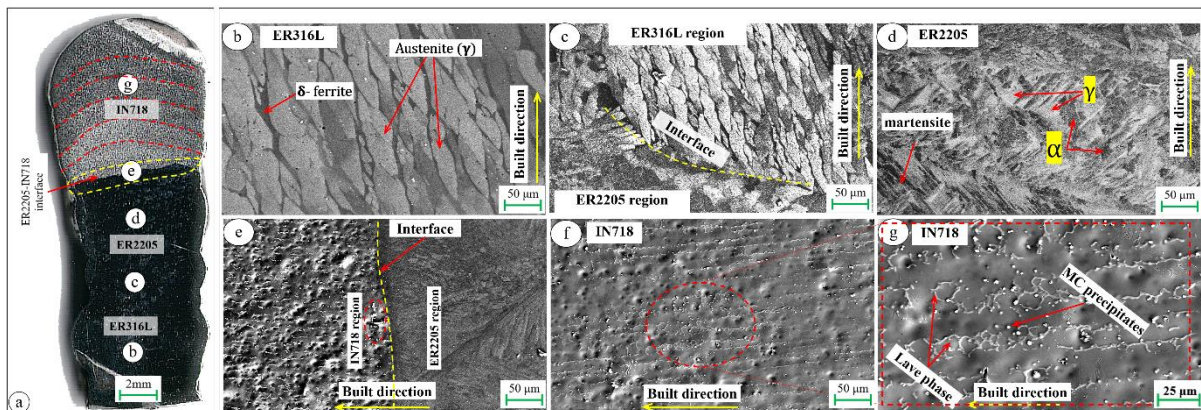 g
IN718
e
ER2205-IN718
interface
d
ER2205
c
ER316L
b
2mm
a
b
ER316L
Austenite (γ)
δ- ferrite
Built direction
50 µm
c
ER316L region
Interface
Built direction
ER2205 region
50 µm
d
ER2205
γ
martensite
α
Built direction
50 µm
e
Interface
IN718 region
ER2205 region
Built direction
50 µm
f
IN718
Built direction
50 µm
g
IN718
MC precipitates
Lave phase
Built direction
25 µm